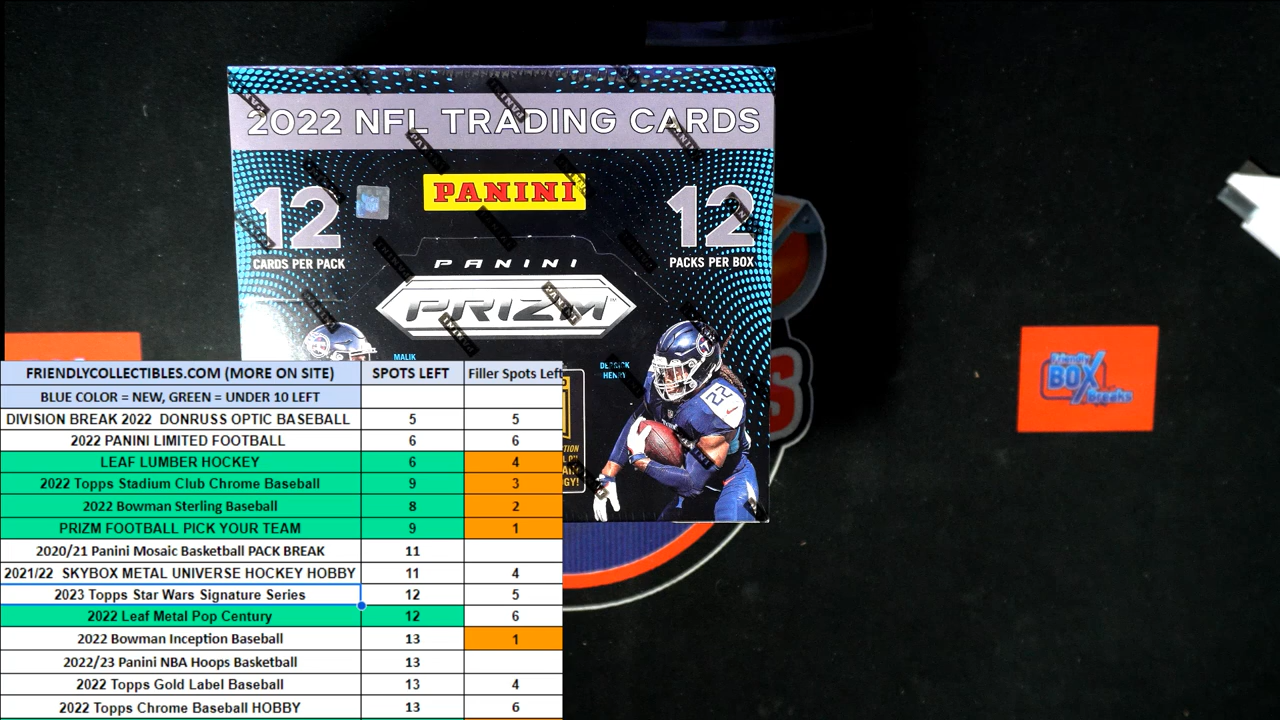 2022 NFL TRADING CARDS
PANINI
12
CARDS PER PACK
12
PACKS PER BOX
PANINI
PRIZM
MALIK
DERRICK
HENRY
22
Box
Breaks
FRIENDLYCOLLECTIBLES.COM (MORE ON SITE) SPOTS LEFT Filler Spots Left
BLUE COLOR = NEW, GREEN = UNDER 10 LEFT
DIVISION BREAK 2022 DONRUSS OPTIC BASEBALL 5 5
2022 PANINI LIMITED FOOTBALL 6 6
LEAF LUMBER HOCKEY 6 4
2022 Topps Stadium Club Chrome Baseball 9 3
2022 Bowman Sterling Baseball 8 2
PRIZM FOOTBALL PICK YOUR TEAM 9 1
2020/21 Panini Mosaic Basketball PACK BREAK 11
2021/22 SKYBOX METAL UNIVERSE HOCKEY HOBBY 11 4
2023 Topps Star Wars Signature Series 12 5
2022 Leaf Metal Pop Century 12 6
2022 Bowman Inception Baseball 13 1
2022/23 Panini NBA Hoops Basketball 13
2022 Topps Gold Label Baseball 13 4
2022 Topps Chrome Baseball HOBBY 13 6